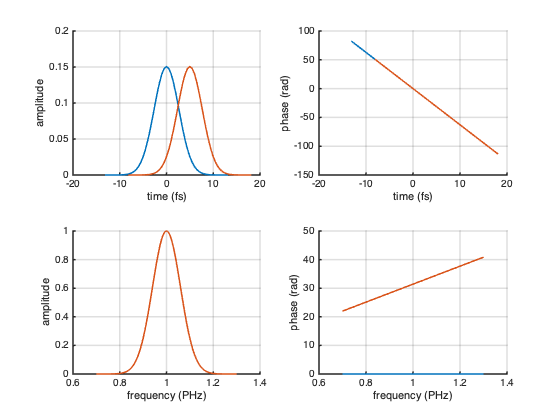 0.2
0.15
0.1
0.05
0
amplitude
-20 -10 0 10 20
time (fs)
100
50
0
-50
-100
-150
phase (rad)
-20 -10 0 10 20
time (fs)
1
0.8
0.6
0.4
0.2
0
amplitude
0.6 0.8 1 1.2 1.4
frequency (PHz)
50
40
30
20
10
0
phase (rad)
0.6 0.8 1 1.2 1.4
frequency (PHz)